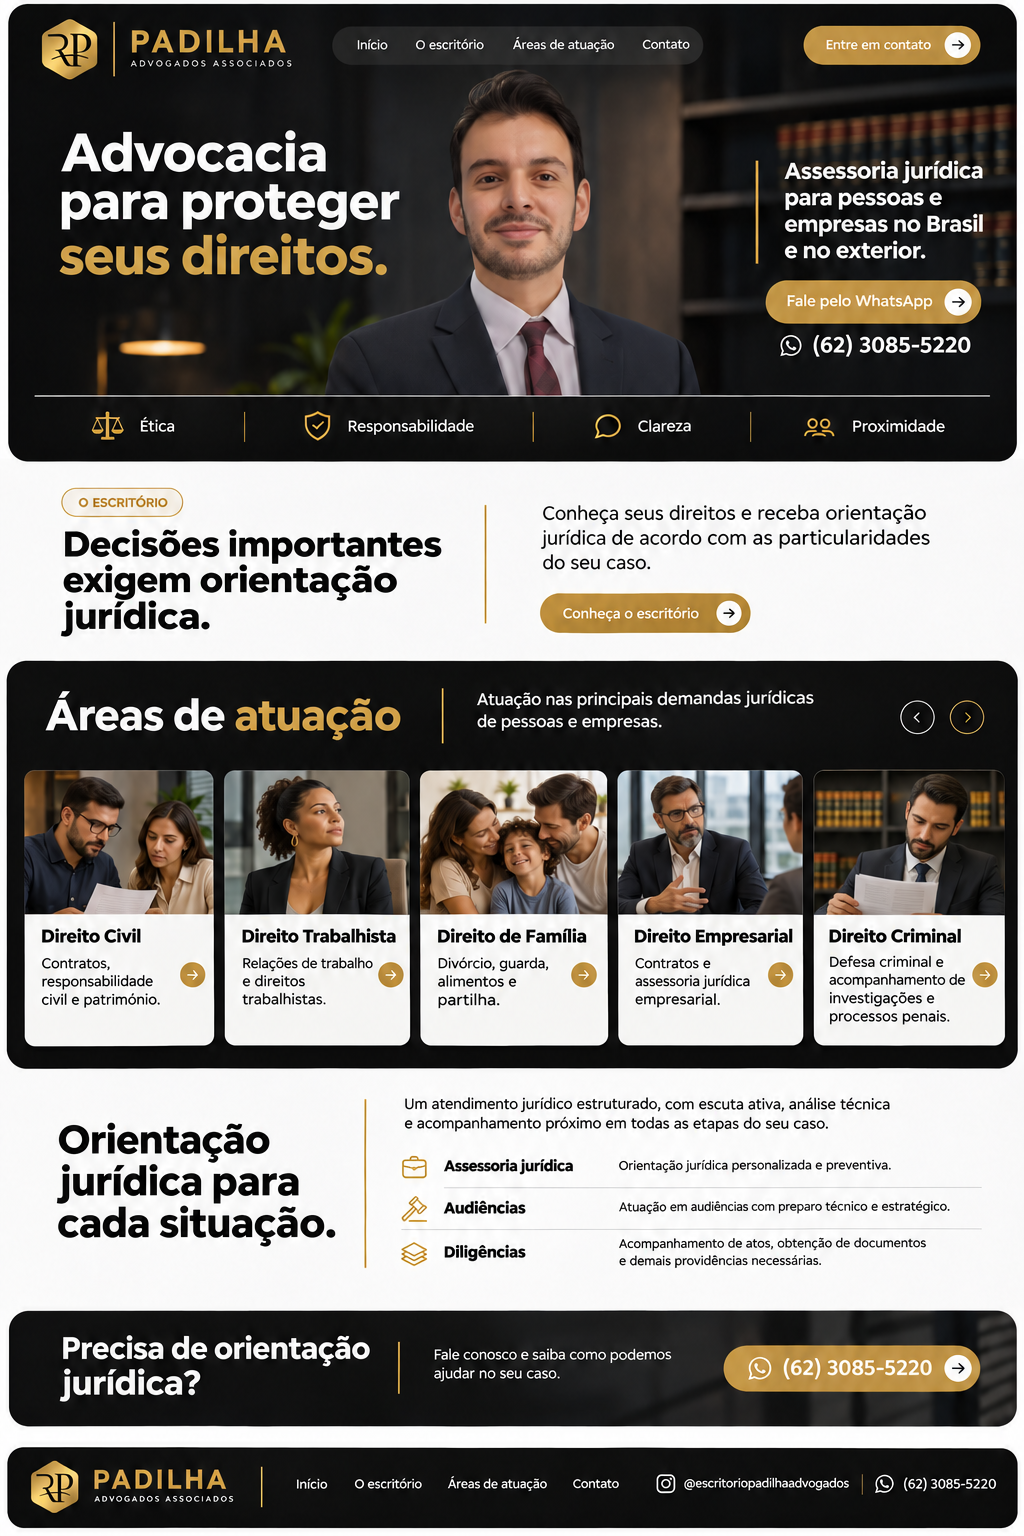 RP
PADILHA
ADVOGADOS ASSOCIADOS
Início
O escritório
Áreas de atuação
Contato
Entre em contato
Advocacia
para proteger
seus direitos.
Assessoria jurídica
para pessoas e
empresas no Brasil
e no exterior.
Fale pelo WhatsApp
(62) 3085-5220
Ética
Responsabilidade
Clareza
Proximidade
O ESCRITÓRIO
Decisões importantes
exigem orientação
jurídica.
Conheça seus direitos e receba orientação
jurídica de acordo com as particularidades
do seu caso.
Conheça o escritório
Áreas de atuação
Atuação nas principais demandas jurídicas
de pessoas e empresas.
Direito Civil
Contratos,
responsabilidade
civil e património.
Direito Trabalhista
Relações de trabalho
e direitos
trabalhistas.
Direito de Família
Divórcio, guarda,
alimentos e
partilha.
Direito Empresarial
Contratos e
assessoria jurídica
empresarial.
Direito Criminal
Defesa criminal e
acompanhamento de
investigações e
processos penais.
Orientação
jurídica para
cada situação.
Um atendimento jurídico estruturado, com escuta ativa, análise técnica
e acompanhamento próximo em todas as etapas do seu caso.
Assessoria jurídica
Orientação jurídica personalizada e preventiva.
Audiências
Atuação em audiências com preparo técnico e estratégico.
Diligências
Acompanhamento de atos, obtenção de documentos
e demais providências necessárias.
Precisa de orientação
jurídica?
Fale conosco e saiba como podemos
ajudar no seu caso.
(62) 3085-5220
RP
PADILHA
ADVOGADOS ASSOCIADOS
Início
O escritório
Áreas de atuação
Contato
@escritoriopadilhaadvogados
(62) 3085-5220